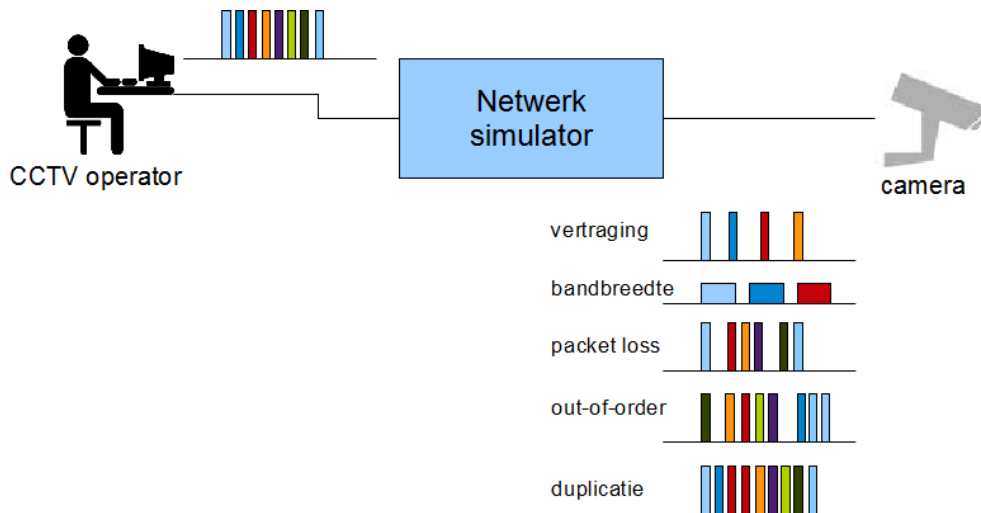 Netwerk
simulator
CCTV operator
camera
vertraging
bandbreedte
packet loss
out-of-order
duplicatie